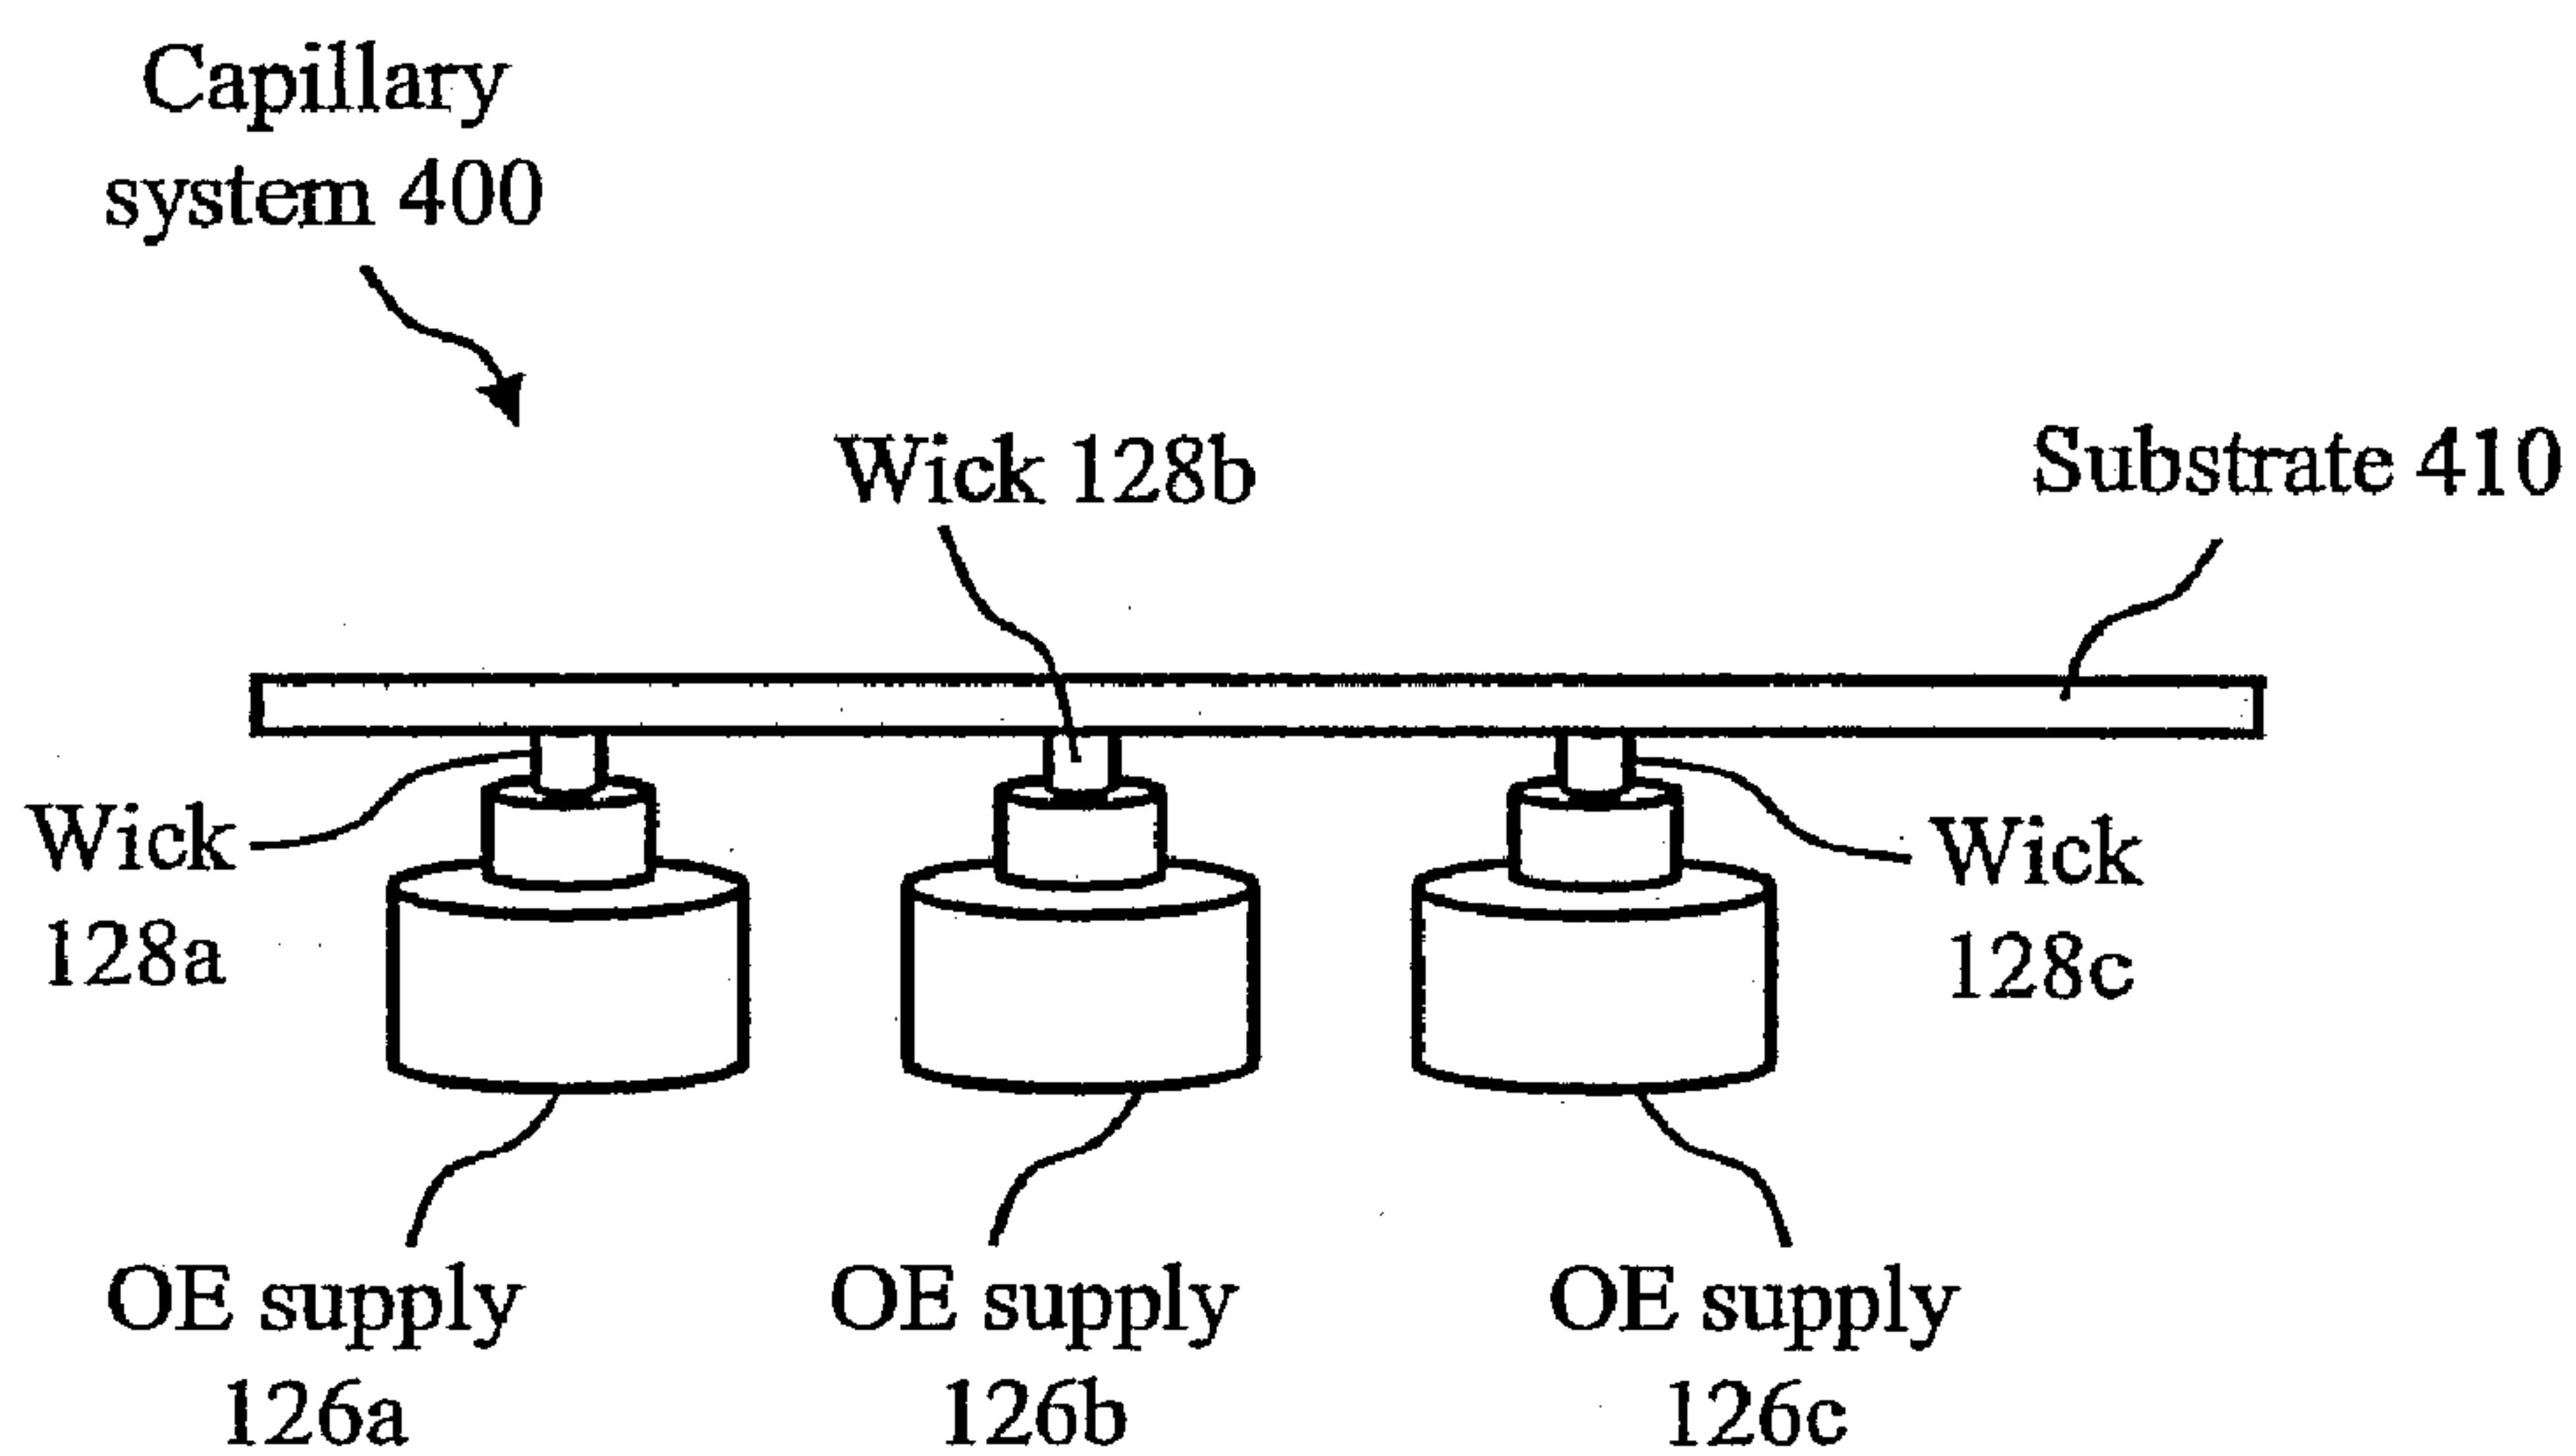 Capillary
system 400
Wick 128b
Substrate 410
Wick
128a
Wick
128c
OE supply
126a
OE supply
126b
OE supply
126c